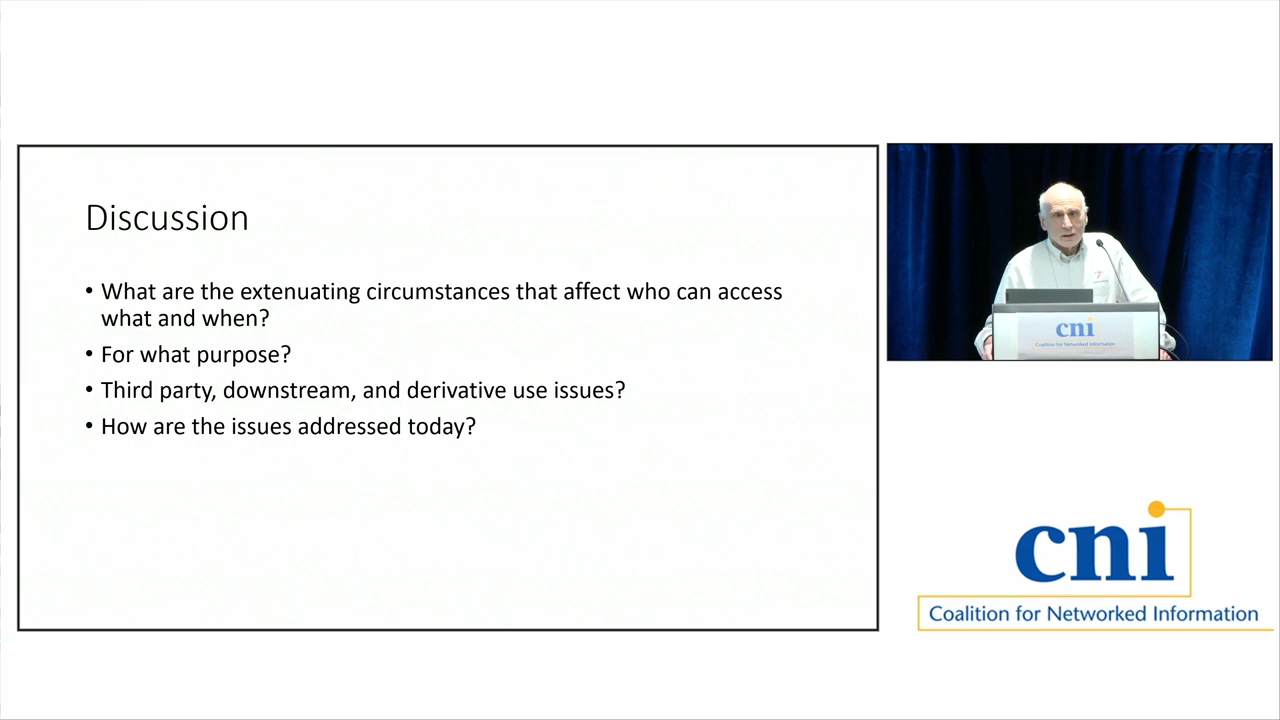 Discussion
• What are the extenuating circumstances that affect who can access
what and when?
• For what purpose?
• Third party, downstream, and derivative use issues?
• How are the issues addressed today?
cni
Coalition for Networked Information
cni
Coalition for Networked Information